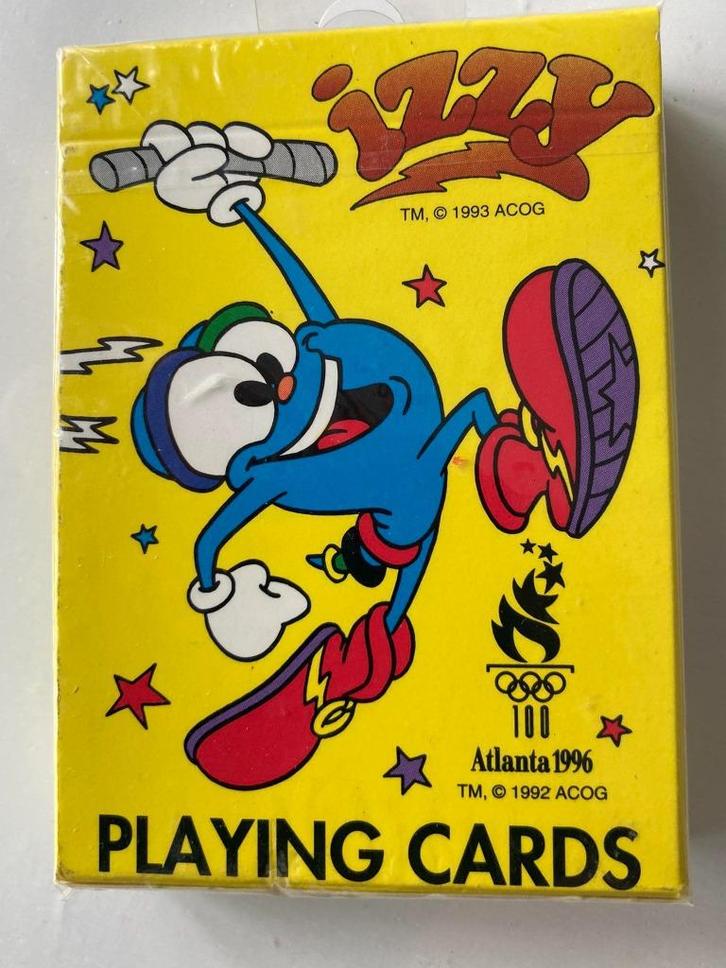 izzy
TM, © 1993 ACOG
100
Atlanta 1996
TM, © 1992 ACOG
PLAYING CARDS